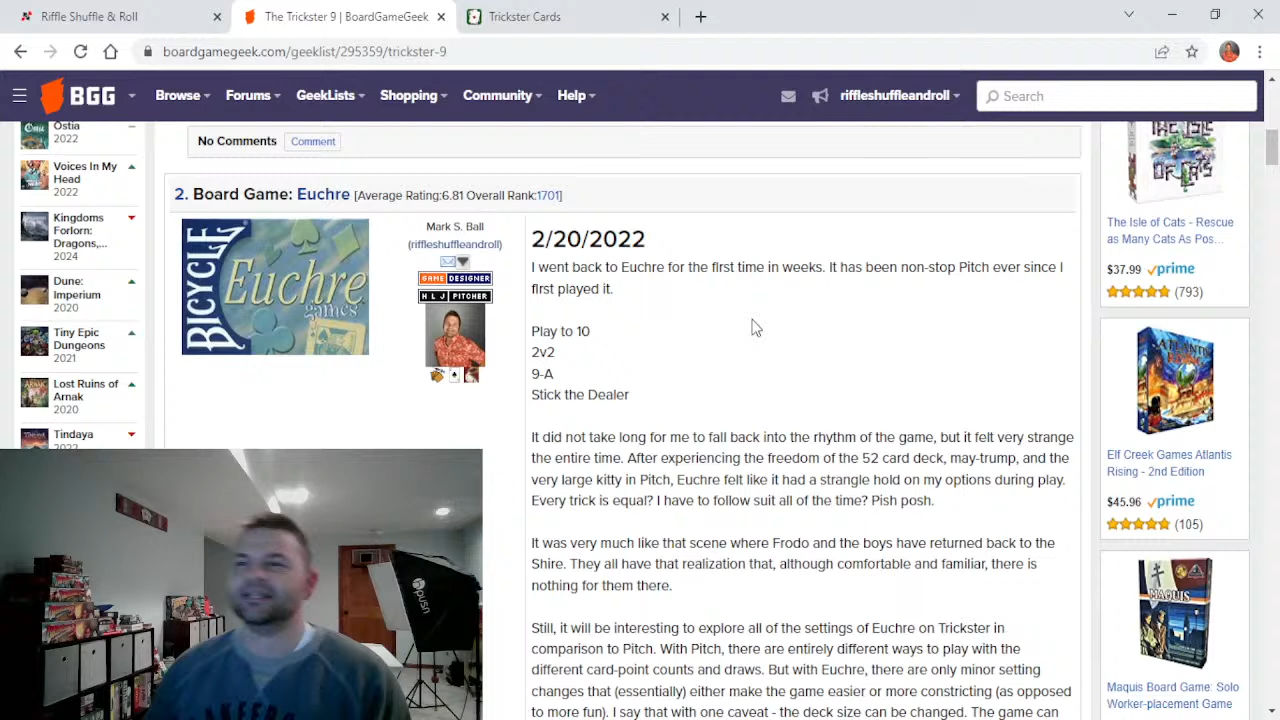 Riffle Shuffle & Roll
The Trickster 9 | BoardGameGeek
Trickster Cards
boardgamegeek.com/geeklist/295359/trickster-9
BGG
Browse
Forums
GeekLists
Shopping
Community
Help
riffleshuffleandroll
Search
Ostia
2022
Voices In My
Head
2022
Kingdoms
Forlorn:
Dragons,...
2024
Dune:
Imperium
2020
Tiny Epic
Dungeons
2021
Lost Ruins of
Arnak
2020
Tindaya
2022
No Comments
Comment
2. Board Game: Euchre [Average Rating:6.81 Overall Rank:1701]
BICYCLE
Euchre
games
Mark S. Ball
(riffleshuffleandroll)
GAME DESIGNER
HLJ PITCHER
2/20/2022
I went back to Euchre for the first time in weeks. It has been non-stop Pitch ever since I
first played it.
Play to 10
2v2
9-A
Stick the Dealer
It did not take long for me to fall back into the rhythm of the game, but it felt very strange
the entire time. After experiencing the freedom of the 52 card deck, may-trump, and the
very large kitty in Pitch, Euchre felt like it had a strangle hold on my options during play.
Every trick is equal? I have to follow suit all of the time? Pish posh.
It was very much like that scene where Frodo and the boys have returned back to the
Shire. They all have that realization that, although comfortable and familiar, there is
nothing for them there.
Still, it will be interesting to explore all of the settings of Euchre on Trickster in
comparison to Pitch. With Pitch, there are entirely different ways to play with the
different card-point counts and draws. But with Euchre, there are only minor setting
changes that (essentially) either make the game easier or more constricting (as opposed
to more fun). I say that with one caveat - the deck size can be changed. The game can
THE ISLE
OF CATS
The Isle of Cats - Rescue
as Many Cats As Pos...
$37.99 prime
(793)
ATLANTIS
RISING
Elf Creek Games Atlantis
Rising - 2nd Edition
$45.96 prime
(105)
MAQUIS
Maquis Board Game: Solo
Worker-placement Game
pusn